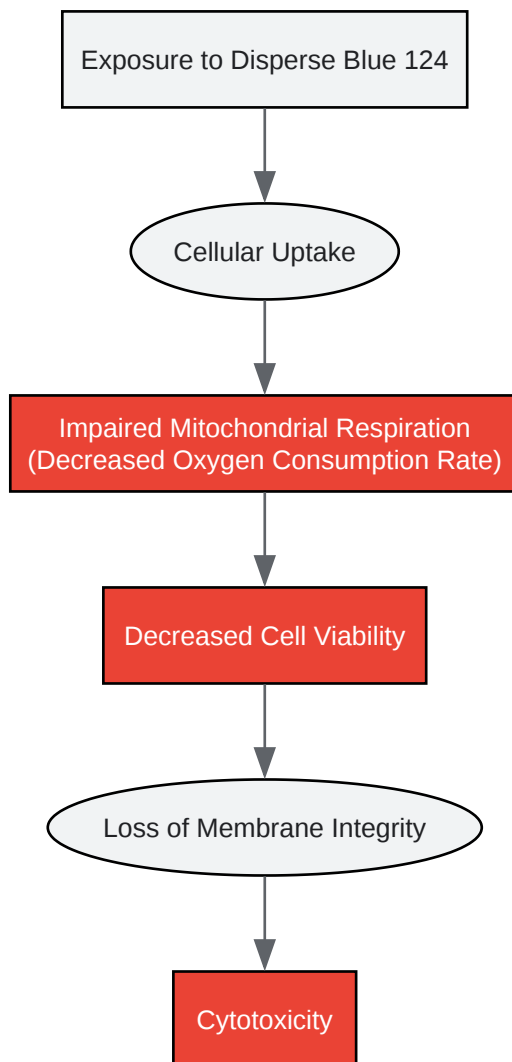 Exposure to Disperse Blue 124
Cellular Uptake
Impaired Mitochondrial Respiration
(Decreased Oxygen Consumption Rate)
Decreased Cell Viability
Loss of Membrane Integrity
Cytotoxicity